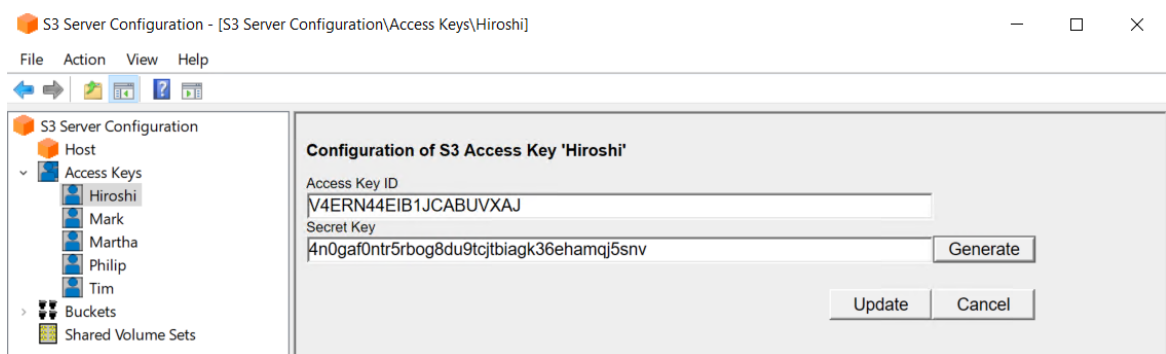 S3 Server Configuration - [S3 Server Configuration\Access Keys\Hiroshi]
File Action View Help
S3 Server Configuration
Host
Access Keys
Hiroshi
Mark
Martha
Philip
Tim
Buckets
Shared Volume Sets
Configuration of S3 Access Key 'Hiroshi'
Access Key ID
V4ERN44EIB1JCABUVXAJ
Secret Key
4n0gaf0ntr5rbog8du9tcjtbiagk36ehamqj5snv
Generate
Update Cancel